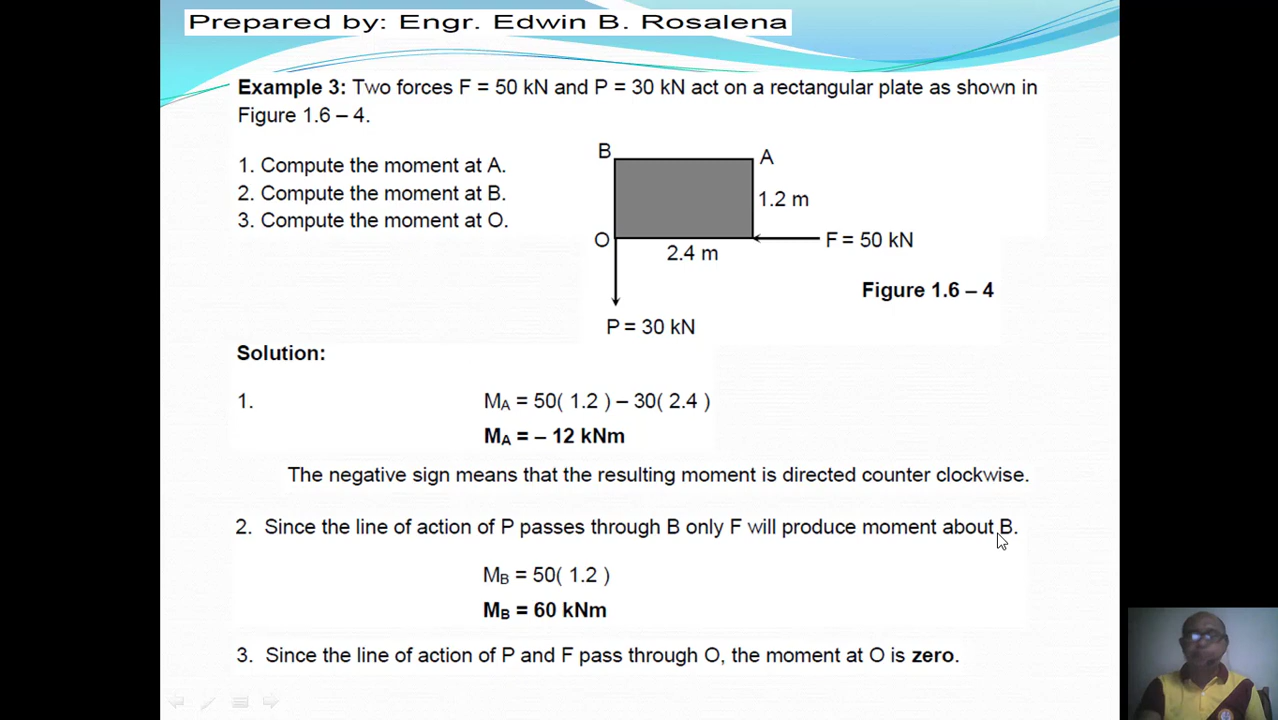 Prepared by: Engr. Edwin B. Rosalena
Example 3: Two forces F = 50 kN and P = 30 kN act on a rectangular plate as shown in
Figure 1.6 – 4.
1. Compute the moment at A.
2. Compute the moment at B.
3. Compute the moment at O.
B
A
1.2 m
O
F = 50 kN
2.4 m
Figure 1.6 – 4
P = 30 kN
Solution:
1. MA = 50( 1.2 ) – 30( 2.4 )
MA = – 12 kNm
The negative sign means that the resulting moment is directed counter clockwise.
2. Since the line of action of P passes through B only F will produce moment about B.
MB = 50( 1.2 )
MB = 60 kNm
3. Since the line of action of P and F pass through O, the moment at O is zero.